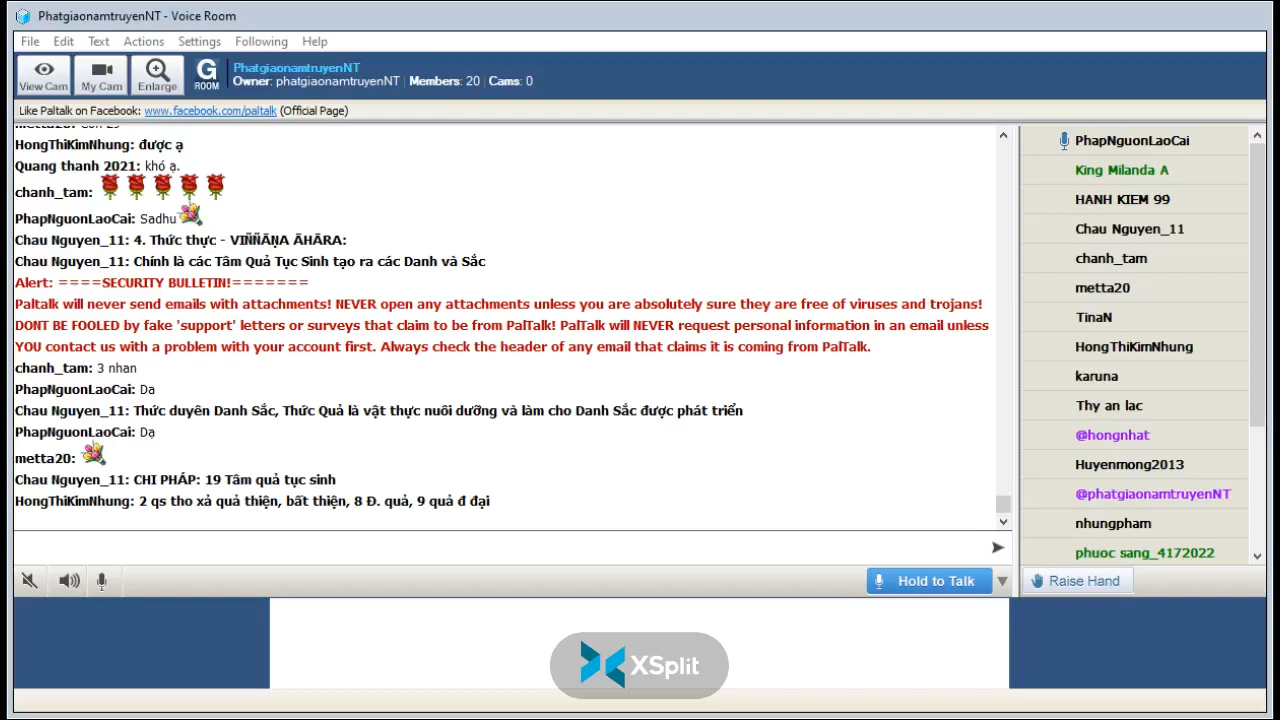 PhatgiaonamtruyenNT - Voice Room
File Edit Text Actions Settings Following Help
View Cam My Cam Enlarge G ROOM
PhatgiaonamtruyenNT
Owner: phatgiaonamtruyenNT | Members: 20 | Cams: 0
Like Paltalk on Facebook: www.facebook.com/paltalk (Official Page)
HongThiKimNhung: được ạ
Quang thanh 2021: khó ạ.
chanh_tam:
PhapNguonLaoCai: Sadhu
Chau Nguyen_11: 4. Thức thực - VIÑÑĀṆA ĀHĀRA:
Chau Nguyen_11: Chính là các Tâm Quả Tục Sinh tạo ra các Danh và Sắc
Alert: ====SECURITY BULLETIN!=======
Paltalk will never send emails with attachments! NEVER open any attachments unless you are absolutely sure they are free of viruses and trojans!
DONT BE FOOLED by fake 'support' letters or surveys that claim to be from PalTalk! PalTalk will NEVER request personal information in an email unless
YOU contact us with a problem with your account first. Always check the header of any email that claims it is coming from PalTalk.
chanh_tam: 3 nhan
PhapNguonLaoCai: Da
Chau Nguyen_11: Thức duyên Danh Sắc, Thức Quả là vật thực nuôi dưỡng và làm cho Danh Sắc được phát triển
PhapNguonLaoCai: Dạ
metta20:
Chau Nguyen_11: CHI PHÁP: 19 Tâm quả tục sinh
HongThiKimNhung: 2 qs tho xả quả thiện, bất thiện, 8 Đ. quả, 9 quả đ đại
PhapNguonLaoCai
King Milanda A
HANH KIEM 99
Chau Nguyen_11
chanh_tam
metta20
TinaN
HongThiKimNhung
karuna
Thy an lac
@hongnhat
Huyenmong2013
@phatgiaonamtruyenNT
nhungpham
phuoc sang_4172022
Hold to Talk
Raise Hand
XSplit